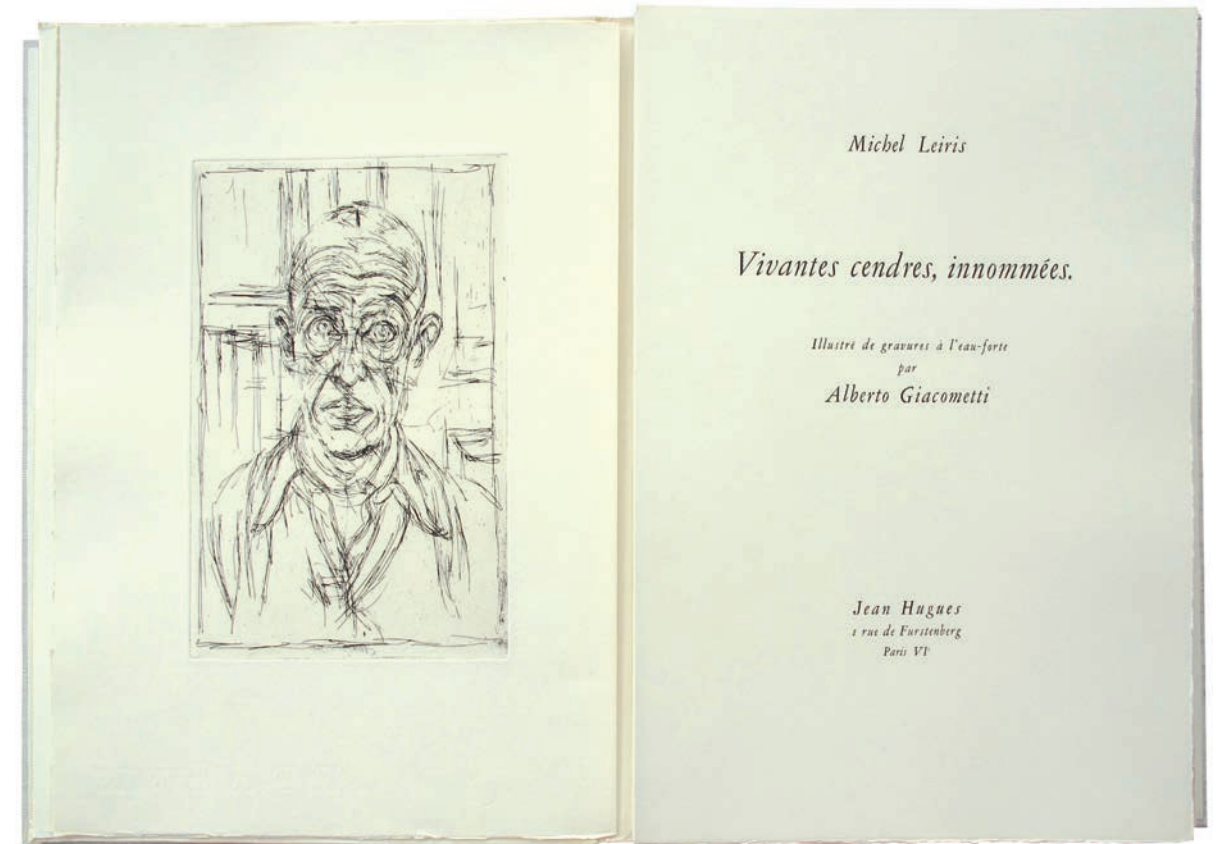 Michel Leiris
Vivantes cendres, innommées.
Illustré de gravures à l'eau-forte
par
Alberto Giacometti
Jean Hugues
1 rue de Furstenberg
Paris VIe